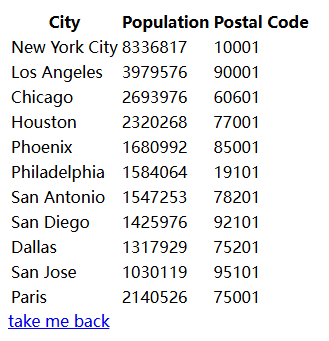 City Population Postal Code
New York City 8336817 10001
Los Angeles 3979576 90001
Chicago 2693976 60601
Houston 2320268 77001
Phoenix 1680992 85001
Philadelphia 1584064 19101
San Antonio 1547253 78201
San Diego 1425976 92101
Dallas 1317929 75201
San Jose 1030119 95101
Paris 2140526 75001
take me back